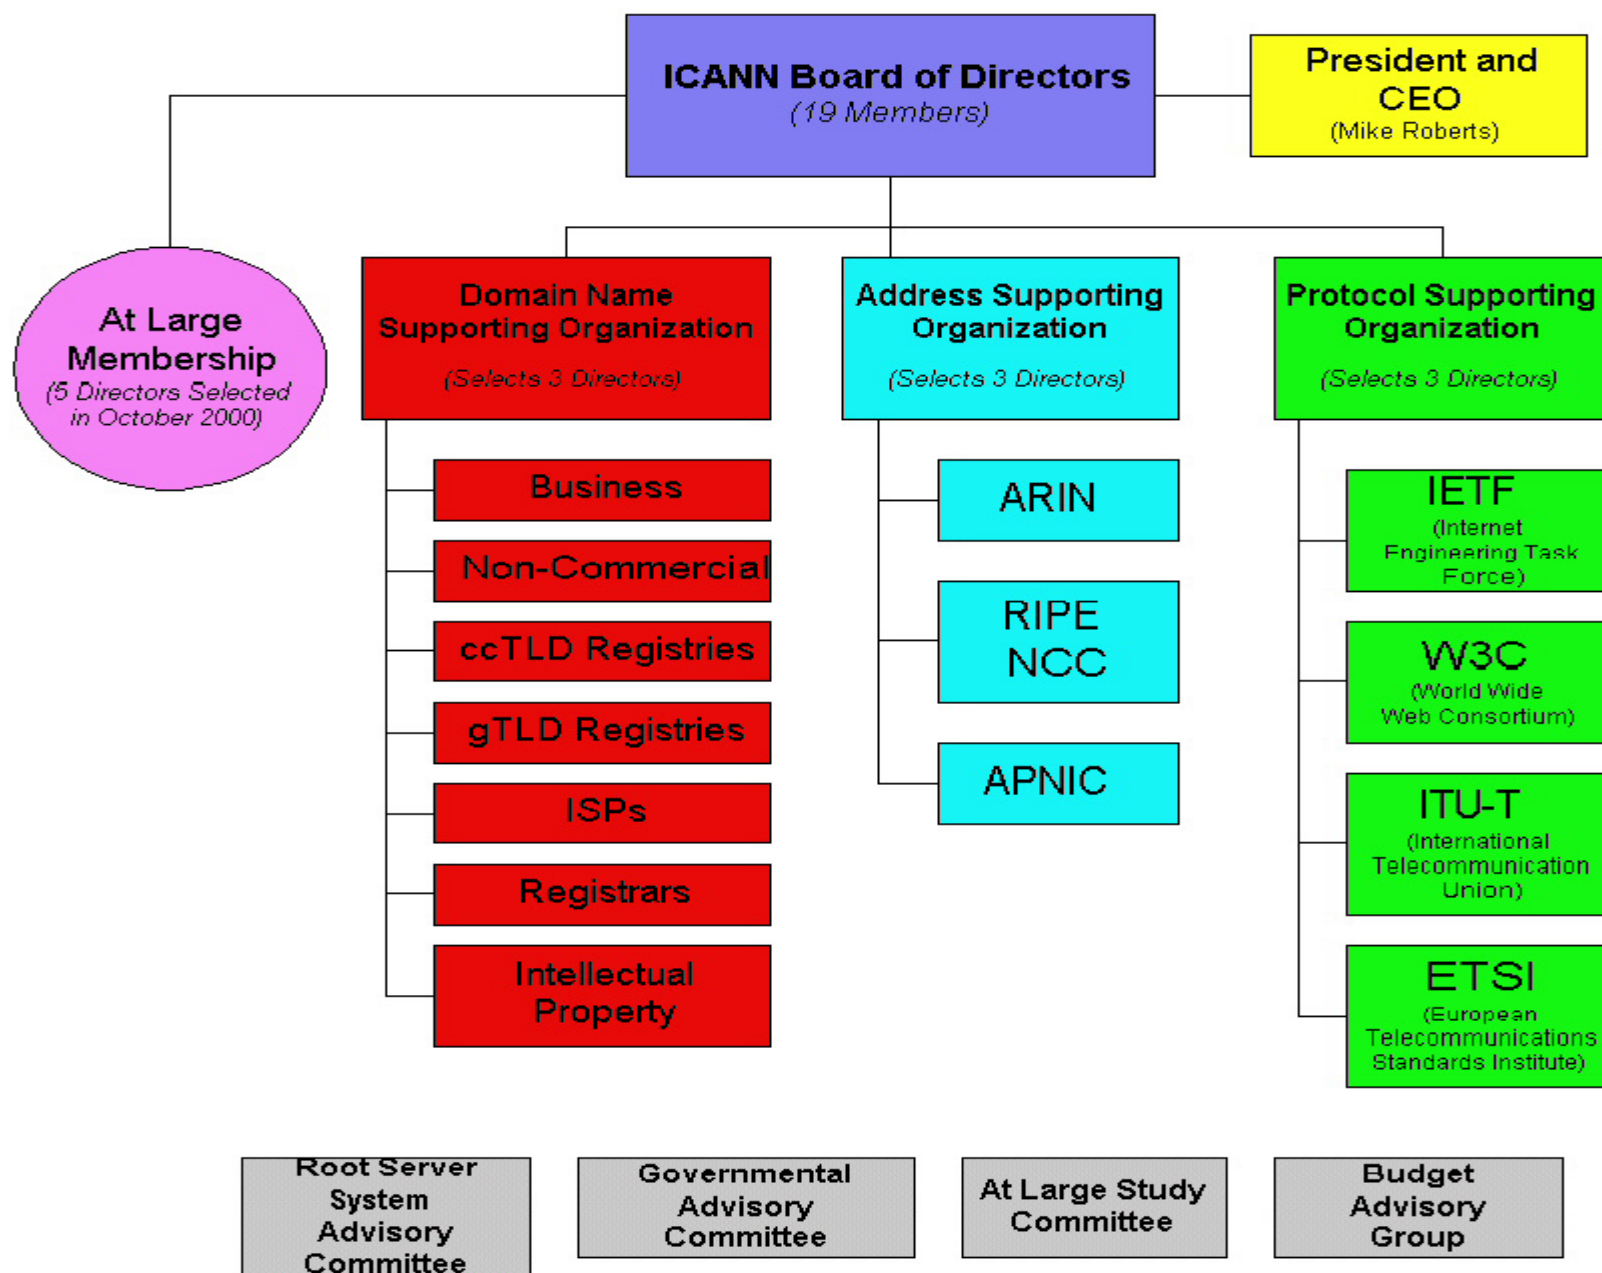 ICANN Board of Directors
(19 Members)
President and
CEO
(Mike Roberts)
At Large
Membership
(5 Directors Selected
in October 2000)
Domain Name
Supporting Organization
(Selects 3 Directors)
Business
Non-Commercial
ccTLD Registries
gTLD Registries
ISPs
Registrars
Intellectual
Property
Address Supporting
Organization
(Selects 3 Directors)
ARIN
RIPE
NCC
APNIC
Protocol Supporting
Organization
(Selects 3 Directors)
IETF
(Internet
Engineering Task
Force)
W3C
(World Wide
Web Consortium)
ITU-T
(International
Telecommunication
Union)
ETSI
(European
Telecommunications
Standards Institute)
Root Server
System
Advisory
Committee
Governmental
Advisory
Committee
At Large Study
Committee
Budget
Advisory
Group